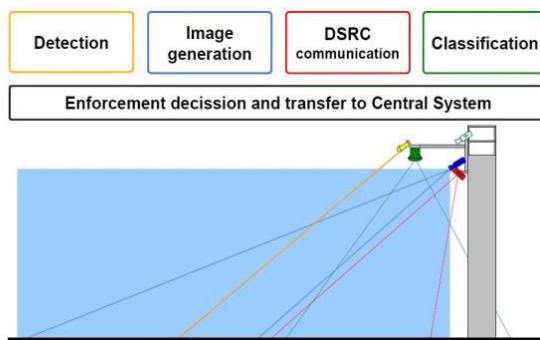 Detection
Image
generation
DSRC
communication
Classification
Enforcement decission and transfer to Central System